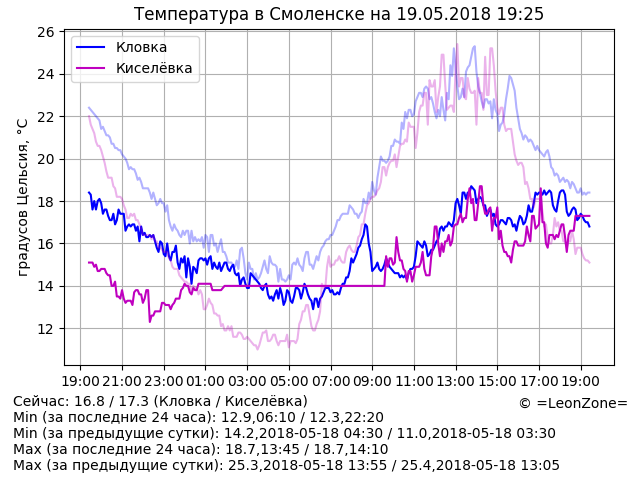 Температура в Смоленске на 19.05.2018 19:25
градусов Цельсия, °C
26
24
22
20
18
16
14
12
Кловка
Киселёвка
19:00 21:00 23:00 01:00 03:00 05:00 07:00 09:00 11:00 13:00 15:00 17:00 19:00
Сейчас: 16.8 / 17.3 (Кловка / Киселёвка)
© =LeonZone=
Min (за последние 24 часа): 12.9,06:10 / 12.3,22:20
Min (за предыдущие сутки): 14.2,2018-05-18 04:30 / 11.0,2018-05-18 03:30
Max (за последние 24 часа): 18.7,13:45 / 18.7,14:10
Max (за предыдущие сутки): 25.3,2018-05-18 13:55 / 25.4,2018-05-18 13:05